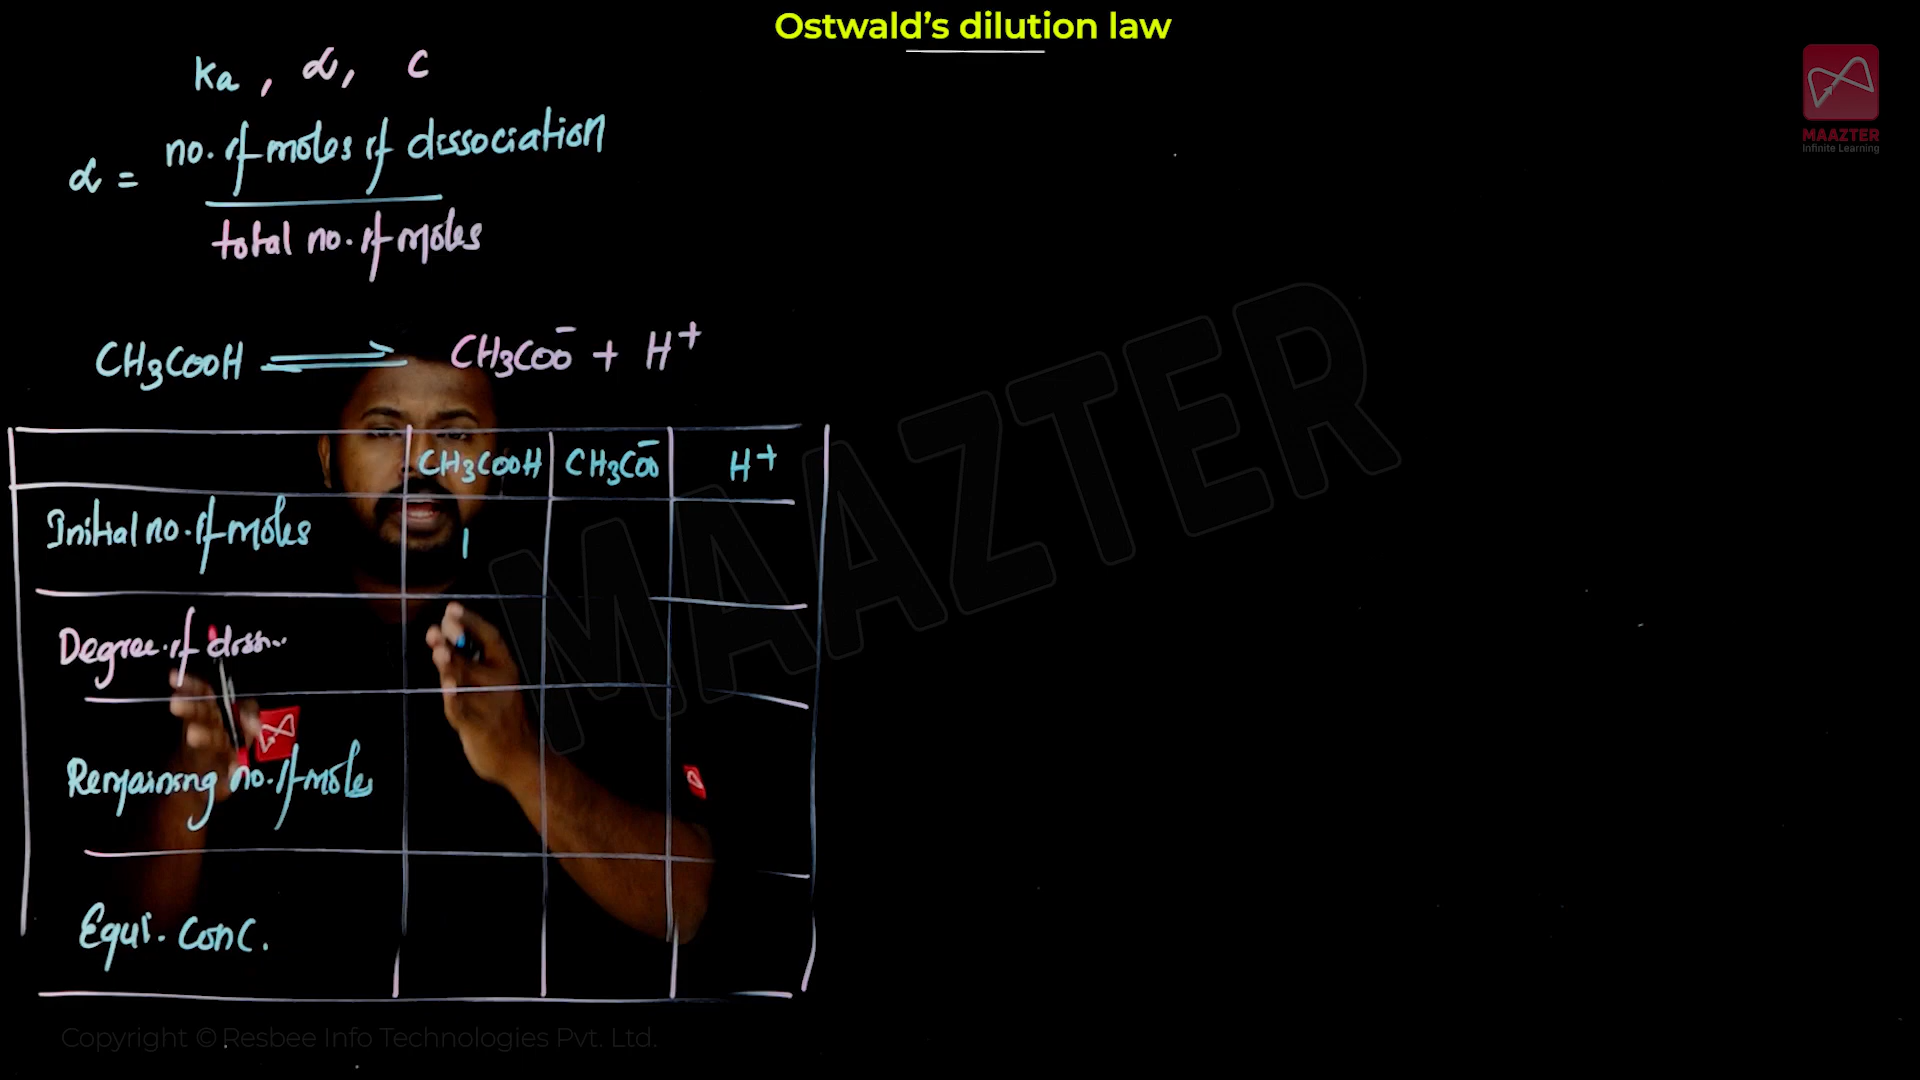 Ostwald’s dilution law
Ka, α, C
α = no. of moles of dissociation
total no. of moles
CH3COOH ⇌ CH3COO⁻ + H⁺
CH3COOH CH3COO⁻ H⁺
Initial no. of moles 1
Degree of disso..
Remaining no. of moles
Equi. Conc.
MAAZTER
Infinite Learning
MAAZTER
Copyright © Resbee Info Technologies Pvt. Ltd.